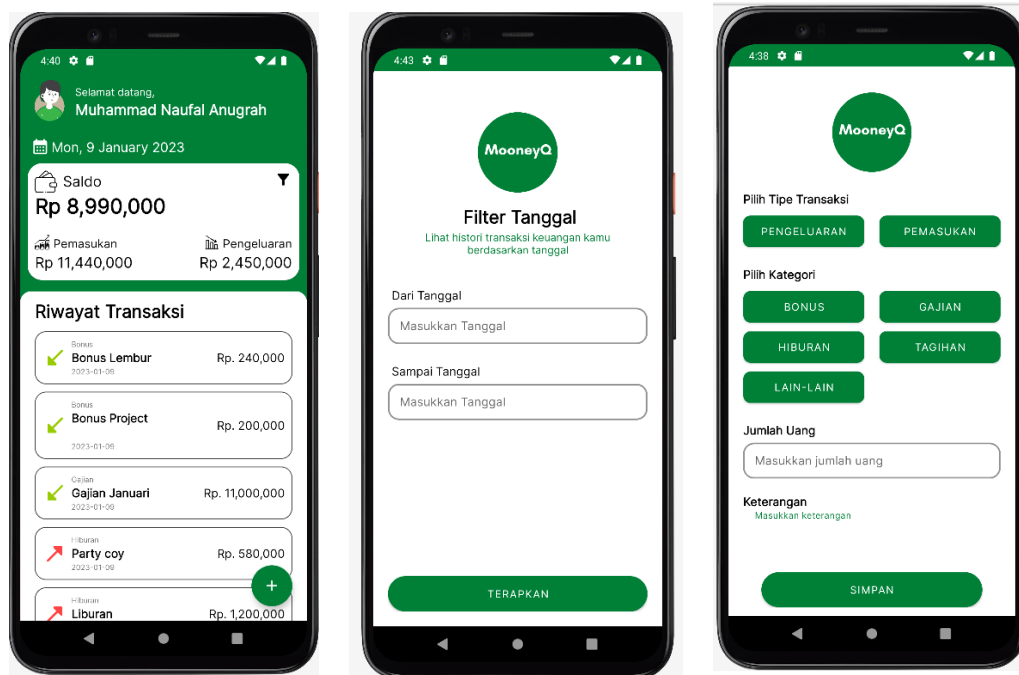 4:40
Selamat datang,
Muhammad Naufal Anugrah
Mon, 9 January 2023
Saldo
Rp 8,990,000
Pemasukan
Pengeluaran
Rp 11,440,000
Rp 2,450,000
Riwayat Transaksi
Bonus
Bonus Lembur
Rp. 240,000
2023-01-09
Bonus
Bonus Project
Rp. 200,000
2023-01-09
Gajian
Gajian Januari
Rp. 11,000,000
2023-01-09
Hiburan
Party coy
Rp. 580,000
2023-01-09
+
Hiburan
Liburan
Rp. 1,200,000
4:43
MooneyQ
Filter Tanggal
Lihat histori transaksi keuangan kamu
berdasarkan tanggal
Dari Tanggal
Masukkan Tanggal
Sampai Tanggal
Masukkan Tanggal
TERAPKAN
4:38
MooneyQ
Pilih Tipe Transaksi
PENGELUARAN
PEMASUKAN
Pilih Kategori
BONUS
GAJIAN
HIBURAN
TAGIHAN
LAIN-LAIN
Jumlah Uang
Masukkan jumlah uang
Keterangan
Masukkan keterangan
SIMPAN